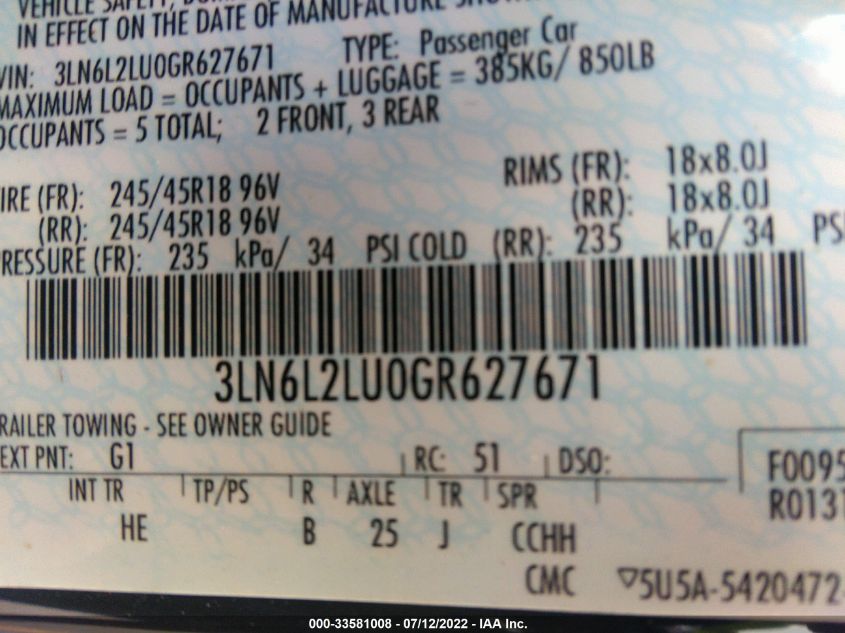 VEHICLE SAFETY,
IN EFFECT ON THE DATE OF MANUFACTURE
VIN: 3LN6L2LU0GR627671 TYPE: Passenger Car
MAXIMUM LOAD = OCCUPANTS + LUGGAGE = 385KG/ 850LB
OCCUPANTS = 5 TOTAL; 2 FRONT, 3 REAR
IRE (FR): 245/45R18 96V RIMS (FR): 18x8.0J
(RR): 245/45R18 96V (RR): 18x8.0J
RESSURE (FR): 235 kPa/ 34 PSI COLD (RR): 235 kPa/ 34 PS
3LN6L2LU0GR627671
RAILER TOWING - SEE OWNER GUIDE
EXT PNT: G1 RC: 51 DSO: F0095
INT TR TP/PS R AXLE TR SPR R0131
HE B 25 J CCHH
CMC ▽5U5A-5420472-
000-33581008 - 07/12/2022 - IAA Inc.